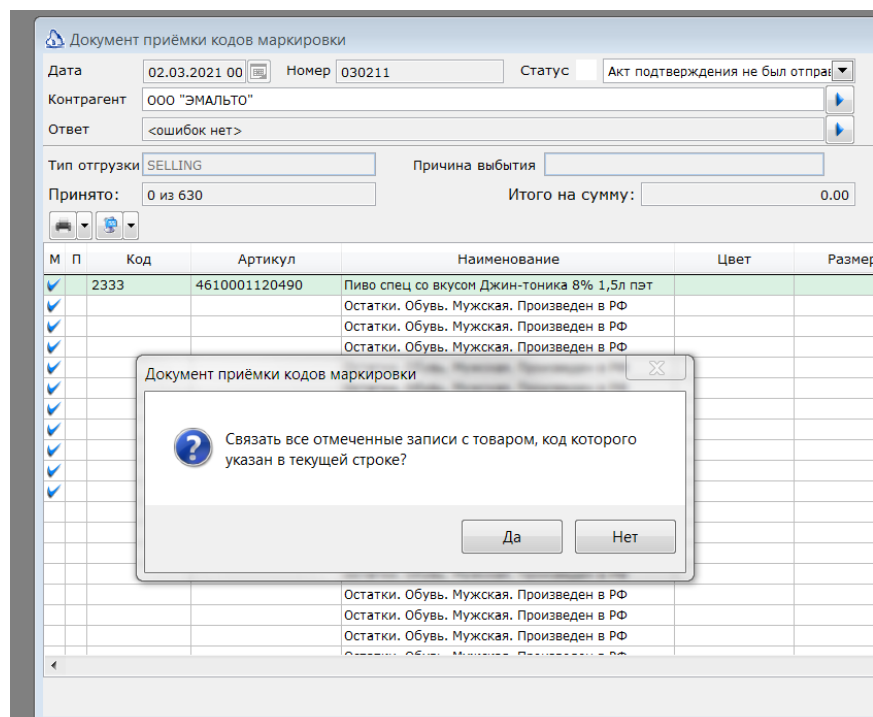 Документ приёмки кодов маркировки
Дата 02.03.2021 00 Номер 030211 Статус Акт подтверждения не был отпра
Контрагент ООО "ЭМАЛЬТО"
Ответ <ошибок нет>
Тип отгрузки SELLING Причина выбытия
Принято: 0 из 630 Итого на сумму: 0.00
М П Код Артикул Наименование Цвет Размер
2333 4610001120490 Пиво спец со вкусом Джин-тоника 8% 1,5л пэт
Остатки. Обувь. Мужская. Произведен в РФ
Остатки. Обувь. Мужская. Произведен в РФ
Остатки. Обувь. Мужская. Произведен в РФ
Документ приёмки кодов маркировки
Связать все отмеченные записи с товаром, код которого
указан в текущей строке?
Да Нет
Остатки. Обувь. Мужская. Произведен в РФ
Остатки. Обувь. Мужская. Произведен в РФ
Остатки. Обувь. Мужская. Произведен в РФ